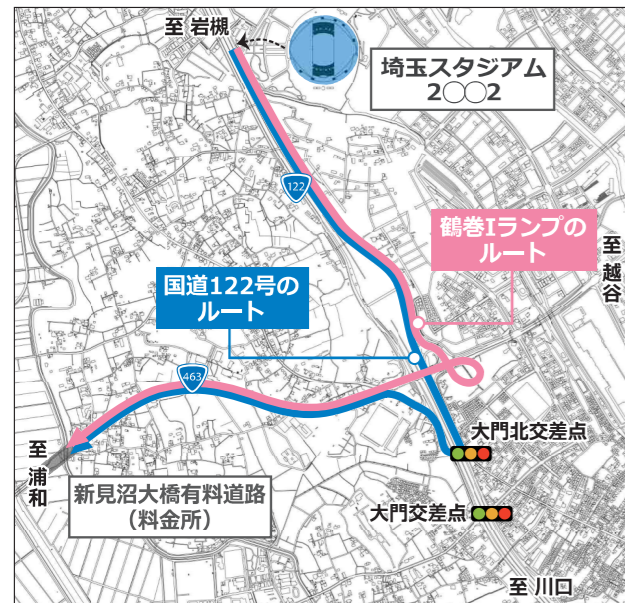 至 岩槻
埼玉スタジアム
2◯◯2
122
鶴巻Iランプの
ルート
至 越谷
国道122号の
ルート
463
大門北交差点
至 浦和
新見沼大橋有料道路
（料金所）
大門交差点
至 川口